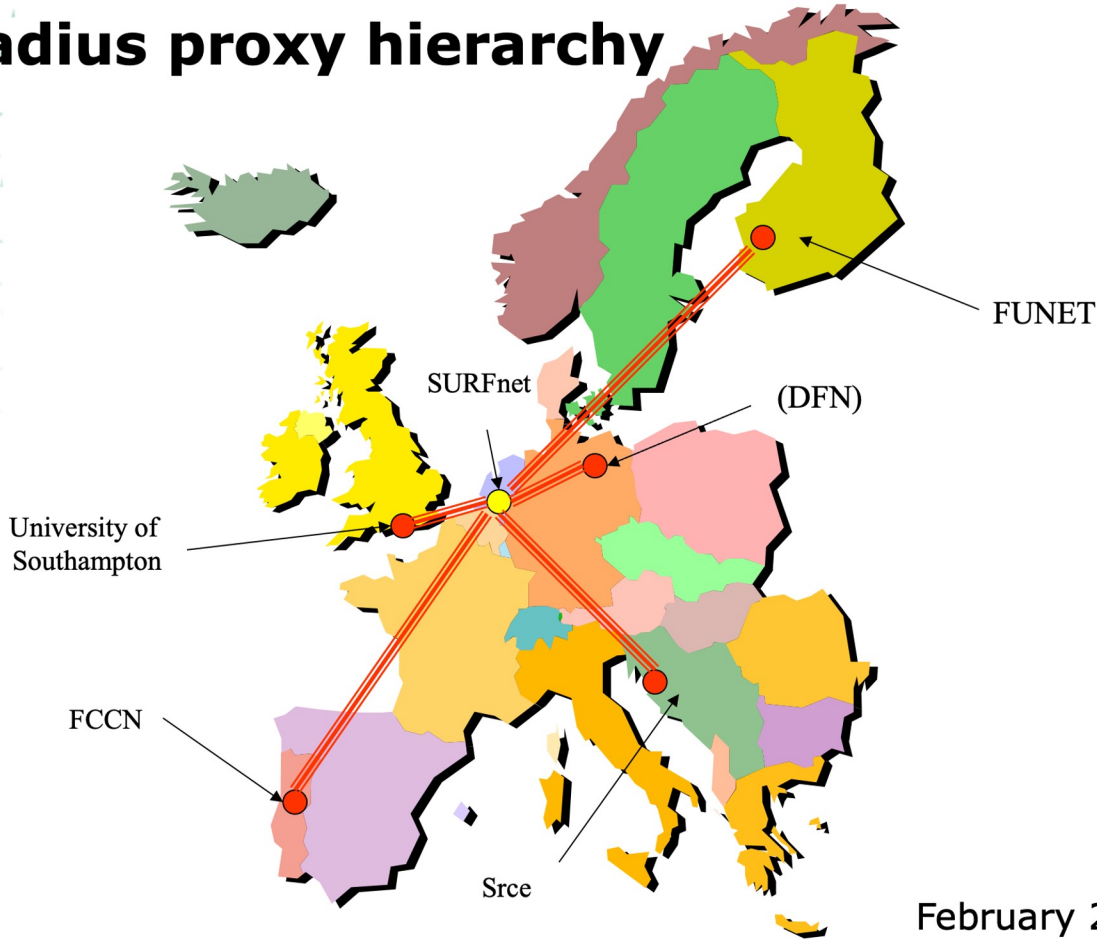 adius proxy hierarchy
FUNET
SURFnet
(DFN)
University of
Southampton
FCCN
Srce
February 2